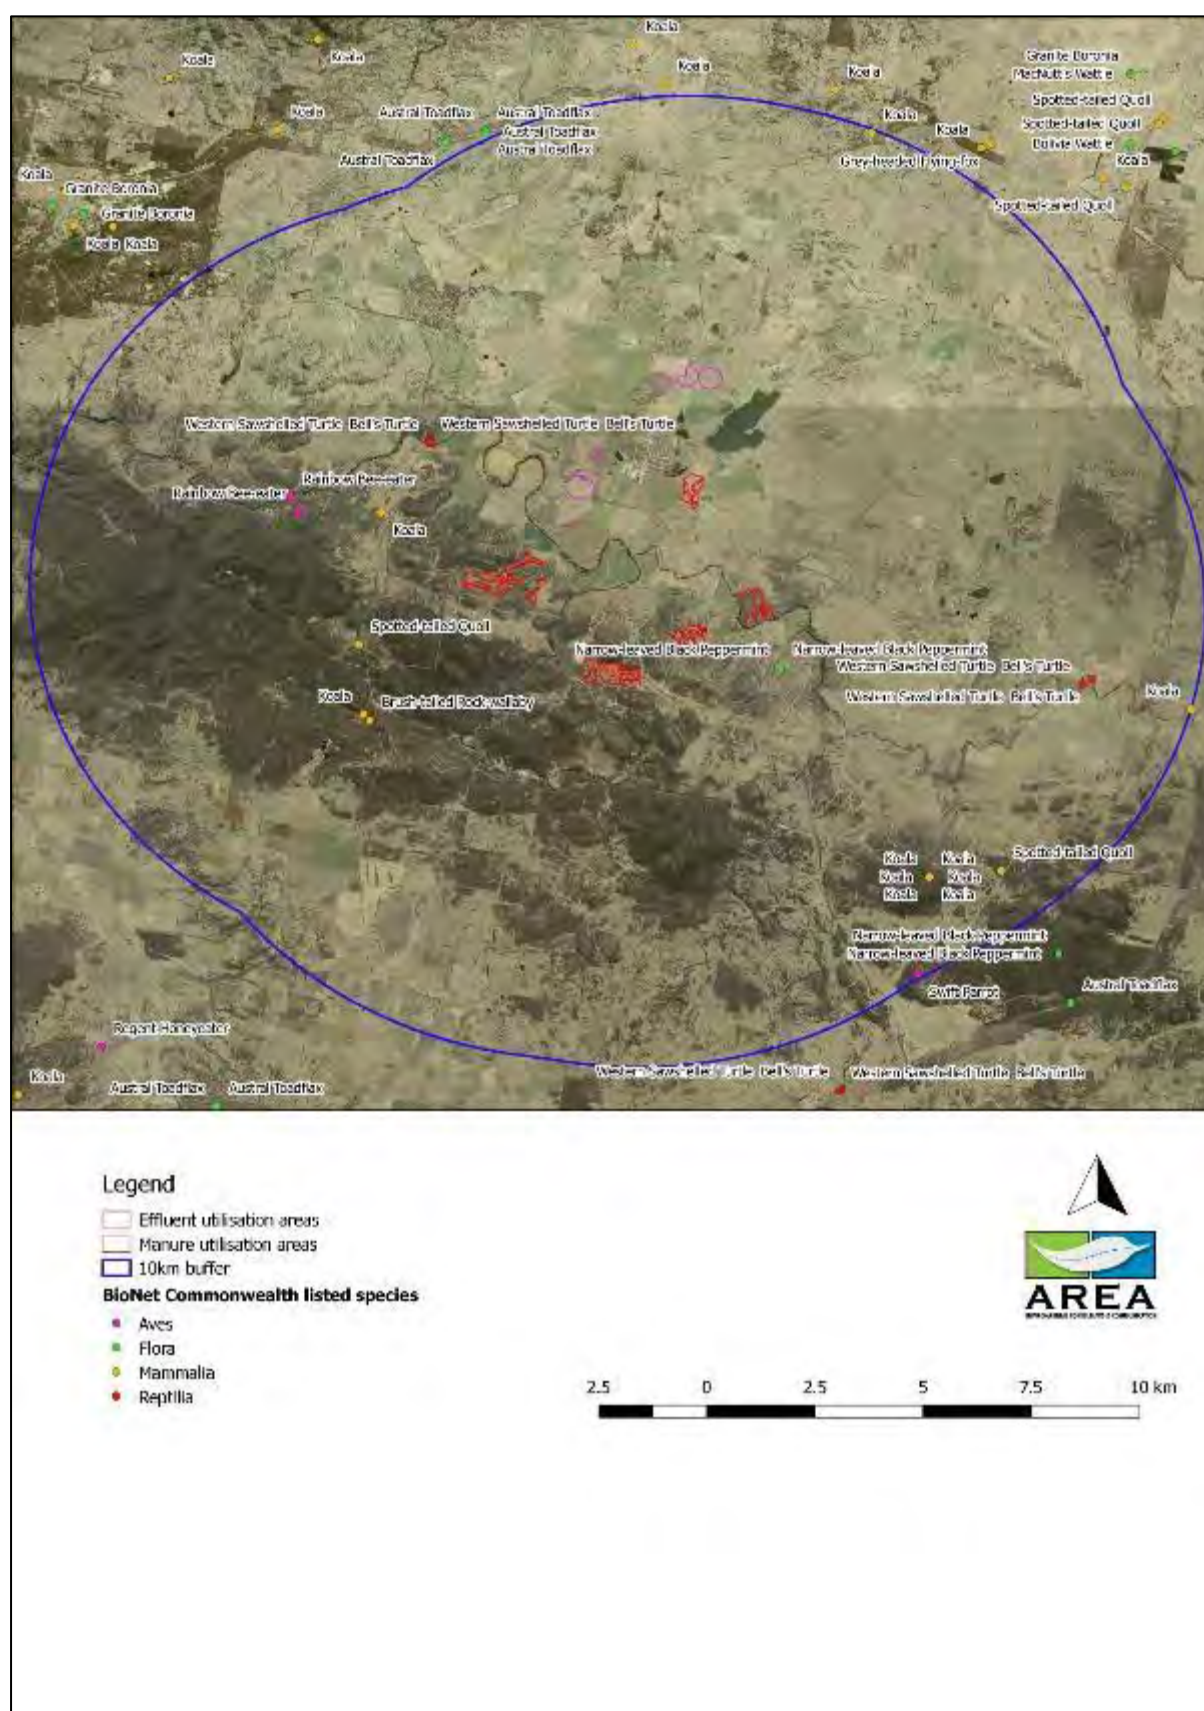 Koala
Koala
Koala
Koala
Koala
Granite Boronia
MacNutt's Wattle
Spotted-tailed Quoll
Spotted-tailed Quoll
Bolivia Wattle
Koala
Spotted-tailed Quoll
Koala
Koala
Grey-headed Flying-fox
Koala
Austral Toadflax
Austral Toadflax
Austral Toadflax
Austral Toadflax
Austral Toadflax
Koala
Granite Boronia
Granite Boronia
Koala Koala
Western Sawshelled Turtle Bell's Turtle
Western Sawshelled Turtle Bell's Turtle
Rainbow Bee-eater
Rainbow Bee-eater
Koala
Spotted-tailed Quoll
Narrow-leaved Black Peppermint
Narrow-leaved Black Peppermint
Western Sawshelled Turtle Bell's Turtle
Western Sawshelled Turtle Bell's Turtle
Koala
Koala
Brush-tailed Rock-wallaby
Koala Koala
Koala Koala
Koala Koala
Spotted-tailed Quoll
Narrow-leaved Black Peppermint
Narrow-leaved Black Peppermint
Swift Parrot
Austral Toadflax
Regent Honeyeater
Koala
Austral Toadflax
Austral Toadflax
Western Sawshelled Turtle Bell's Turtle
Western Sawshelled Turtle Bell's Turtle
Legend
Effluent utilisation areas
Manure utilisation areas
10km buffer
BioNet Commonwealth listed species
Aves
Flora
Mammalia
Reptilia
AREA
2.5 0 2.5 5 7.5 10 km